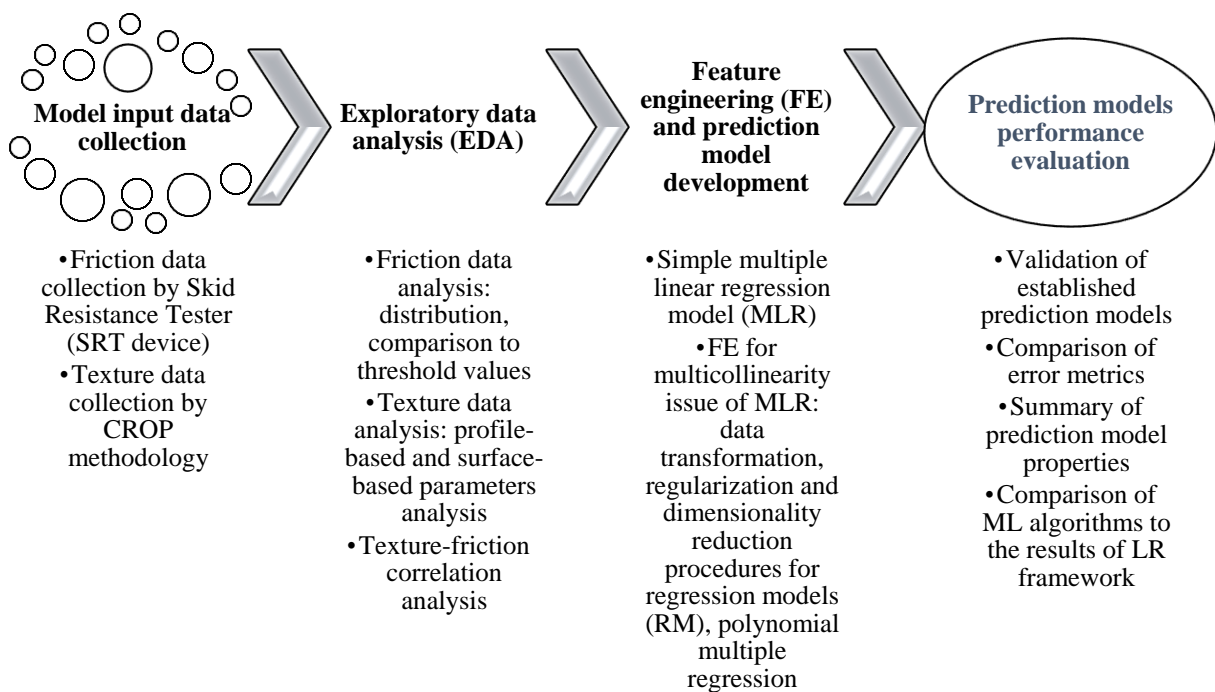 Model input data
collection
Exploratory data
analysis (EDA)
Feature
engineering (FE)
and prediction
model
development
Prediction models
performance
evaluation
•Friction data
collection by Skid
Resistance Tester
(SRT device)
•Texture data
collection by
CROP
methodology
•Friction data
analysis:
distribution,
comparison to
threshold values
•Texture data
analysis: profile-
based and surface-
based parameters
analysis
•Texture-friction
correlation
analysis
•Simple multiple
linear regression
model (MLR)
•FE for
multicollinearity
issue of MLR:
data
transformation,
regularization and
dimensionality
reduction
procedures for
regression models
(RM), polynomial
multiple
regression
•Validation of
established
prediction models
•Comparison of
error metrics
•Summary of
prediction model
properties
•Comparison of
ML algorithms to
the results of LR
framework